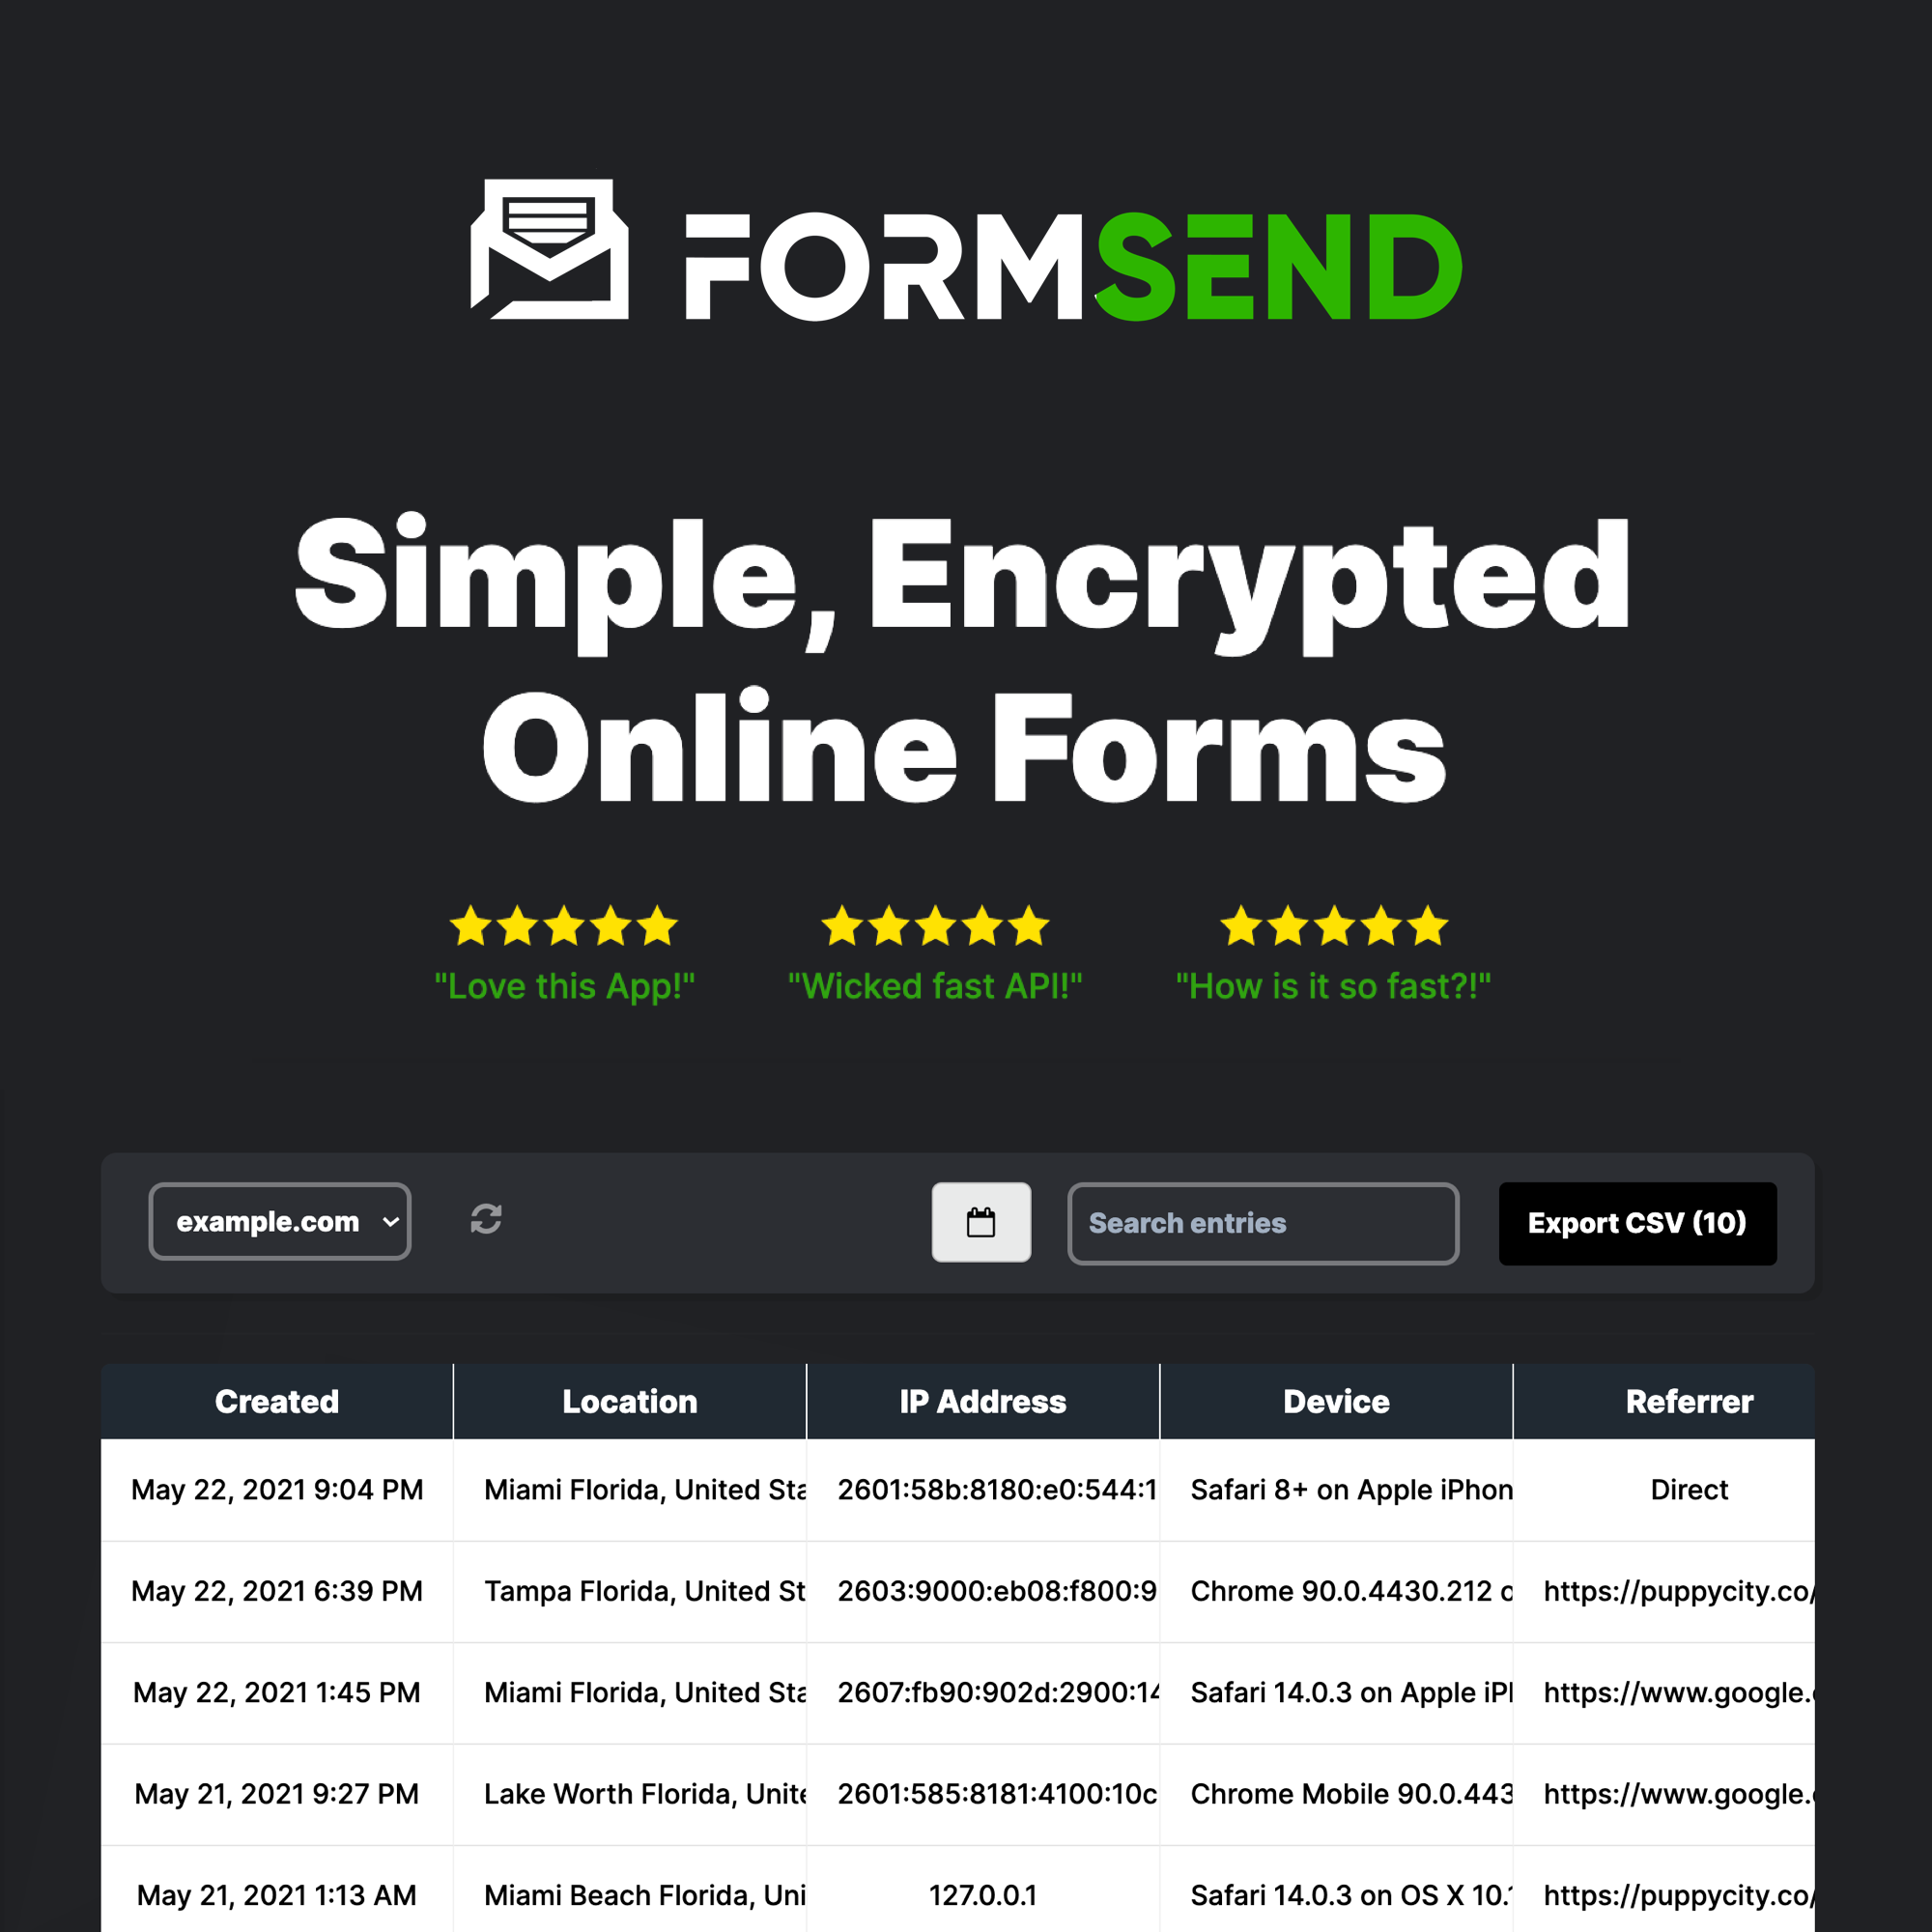 FORMSEND
Simple, Encrypted
Online Forms
"Love this App!" "Wicked fast API!" "How is it so fast?!"
example.com Search entries Export CSV (10)
Created Location IP Address Device Referrer
May 22, 2021 9:04 PM Miami Florida, United Sta 2601:58b:8180:e0:544:1 Safari 8+ on Apple iPhon Direct
May 22, 2021 6:39 PM Tampa Florida, United St 2603:9000:eb08:f800:9 Chrome 90.0.4430.212 o https://puppycity.co/
May 22, 2021 1:45 PM Miami Florida, United Sta 2607:fb90:902d:2900:14 Safari 14.0.3 on Apple iPh https://www.google.
May 21, 2021 9:27 PM Lake Worth Florida, Unite 2601:585:8181:4100:10c Chrome Mobile 90.0.443 https://www.google.
May 21, 2021 1:13 AM Miami Beach Florida, Uni 127.0.0.1 Safari 14.0.3 on OS X 10. https://puppycity.co/